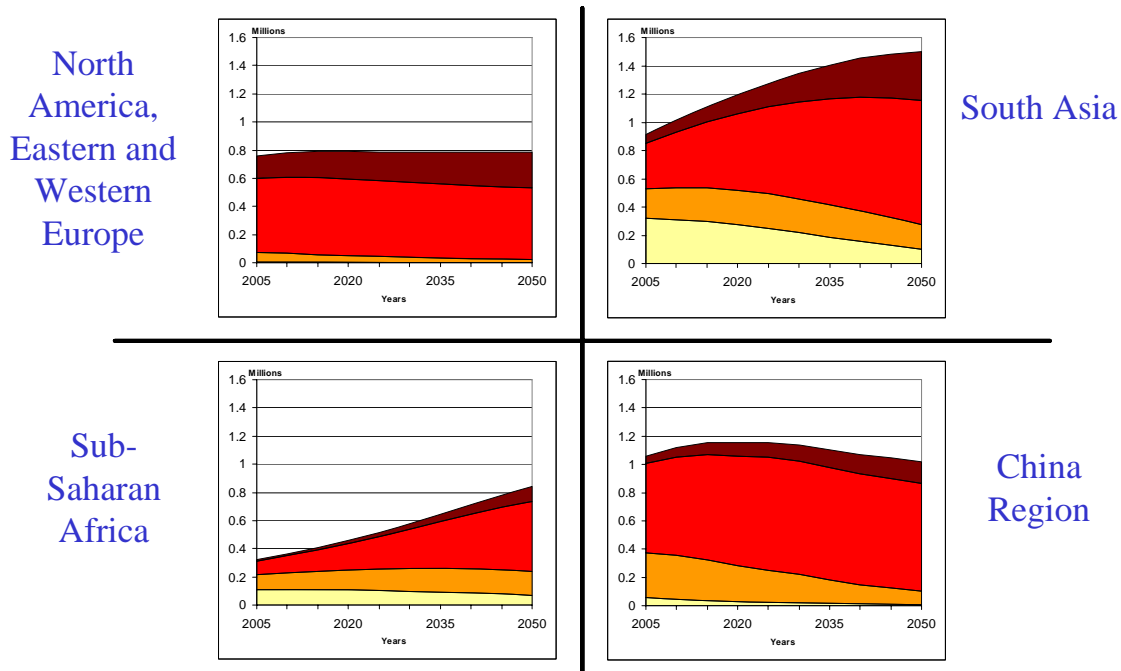 North
America,
Eastern and
Western
Europe
Millions
1.6
1.4
1.2
1
0.8
0.6
0.4
0.2
0
2005 2020 2035 2050
Years
Millions
1.6
1.4
1.2
1
0.8
0.6
0.4
0.2
0
2005 2020 2035 2050
Years
South Asia
Sub-
Saharan
Africa
Millions
1.6
1.4
1.2
1
0.8
0.6
0.4
0.2
0
2005 2020 2035 2050
Years
Millions
1.6
1.4
1.2
1
0.8
0.6
0.4
0.2
0
2005 2020 2035 2050
Years
China
Region